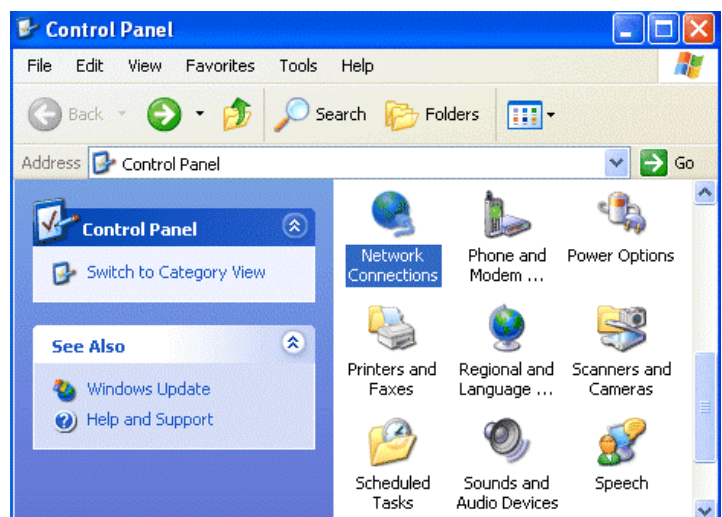 Control Panel
File Edit View Favorites Tools Help
Back Search Folders
Address Control Panel Go
Control Panel
Switch to Category View
See Also
Windows Update
Help and Support
Network Connections
Phone and Modem ...
Power Options
Printers and Faxes
Regional and Language ...
Scanners and Cameras
Scheduled Tasks
Sounds and Audio Devices
Speech